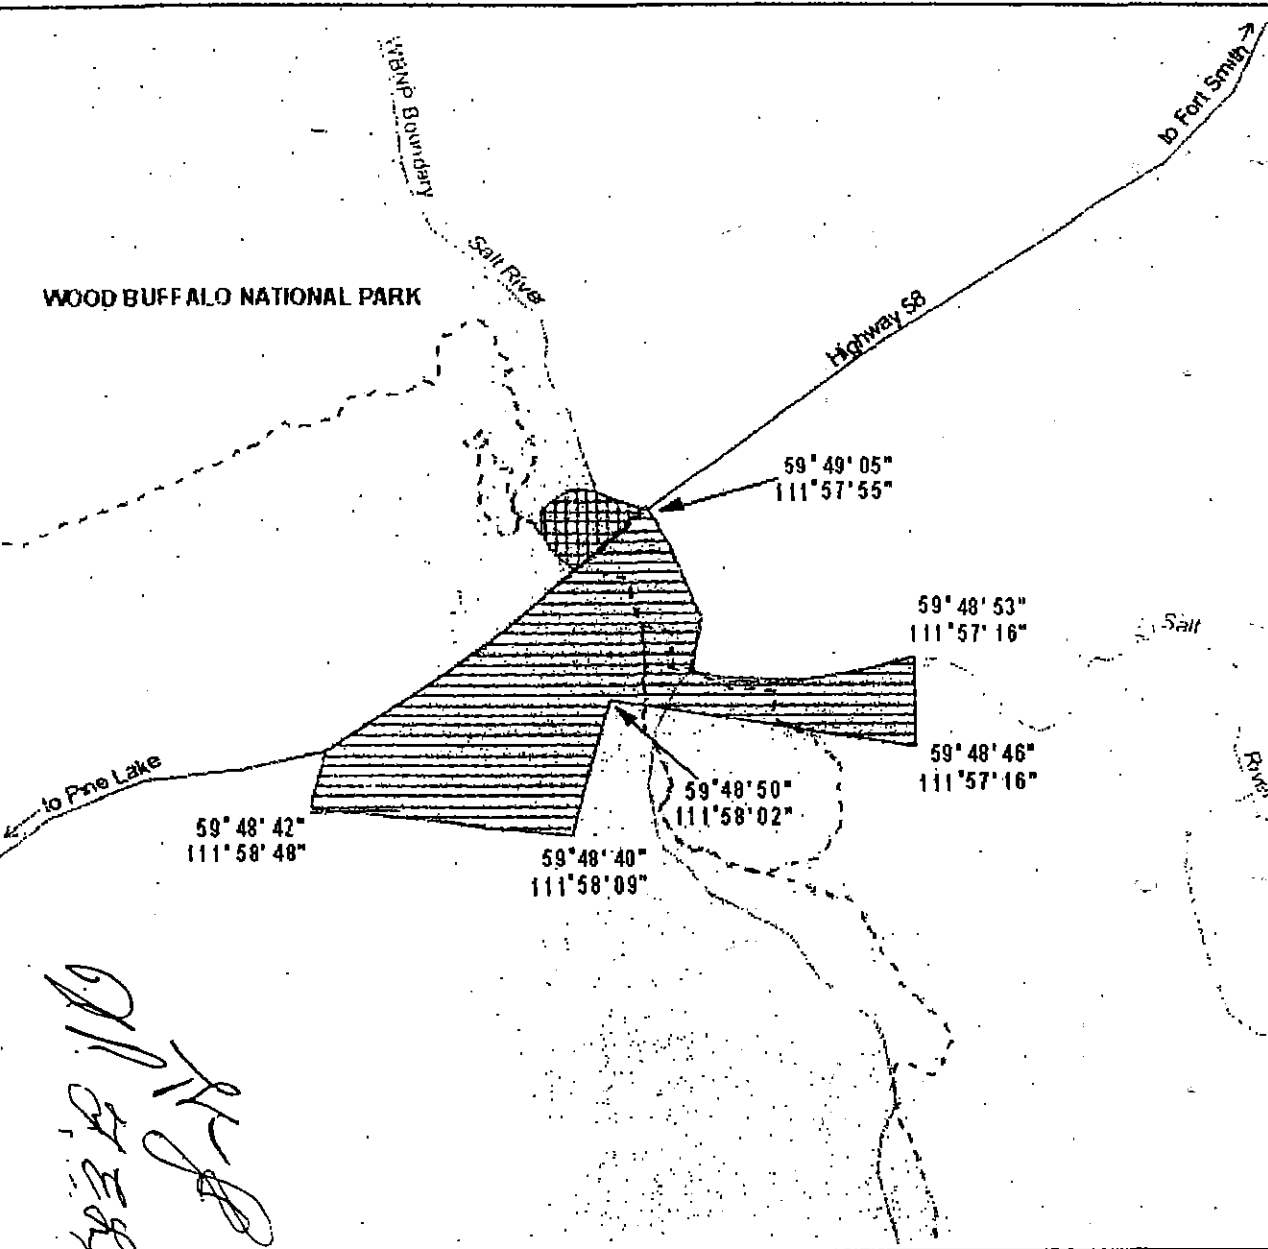 to Fort Smith
WBNP Boundary
Salt River
WOOD BUFFALO NATIONAL PARK
Highway 58
59°49'05"
111°57'55"
59°48'53"
111°57'16"
Salt
River
59°48'46"
111°57'16"
to Pine Lake
59°48'50"
111°58'02"
59°48'42"
111°58'48"
59°48'40"
111°58'09"